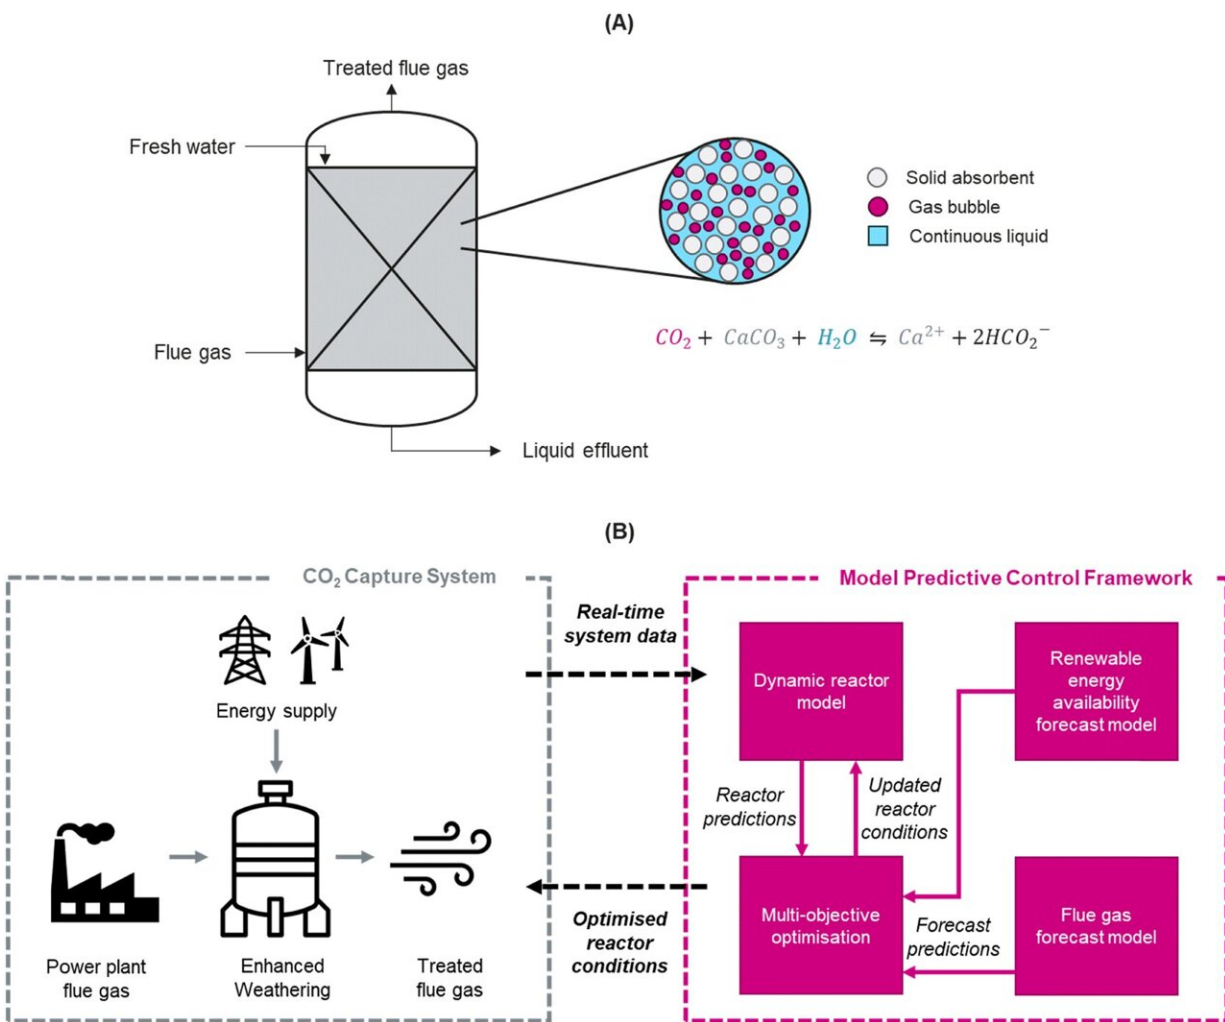 (A)
Treated flue gas
Fresh water
Flue gas
Liquid effluent
Solid absorbent
Gas bubble
Continuous liquid
CO₂ + CaCO₃ + H₂O ⇋ Ca²⁺ + 2HCO₂⁻
(B)
CO₂ Capture System
Energy supply
Power plant
flue gas
Enhanced
Weathering
Treated
flue gas
Real-time
system data
Optimised
reactor
conditions
Model Predictive Control Framework
Dynamic reactor
model
Renewable
energy
availability
forecast model
Reactor
predictions
Updated
reactor
conditions
Multi-objective
optimisation
Forecast
predictions
Flue gas
forecast model